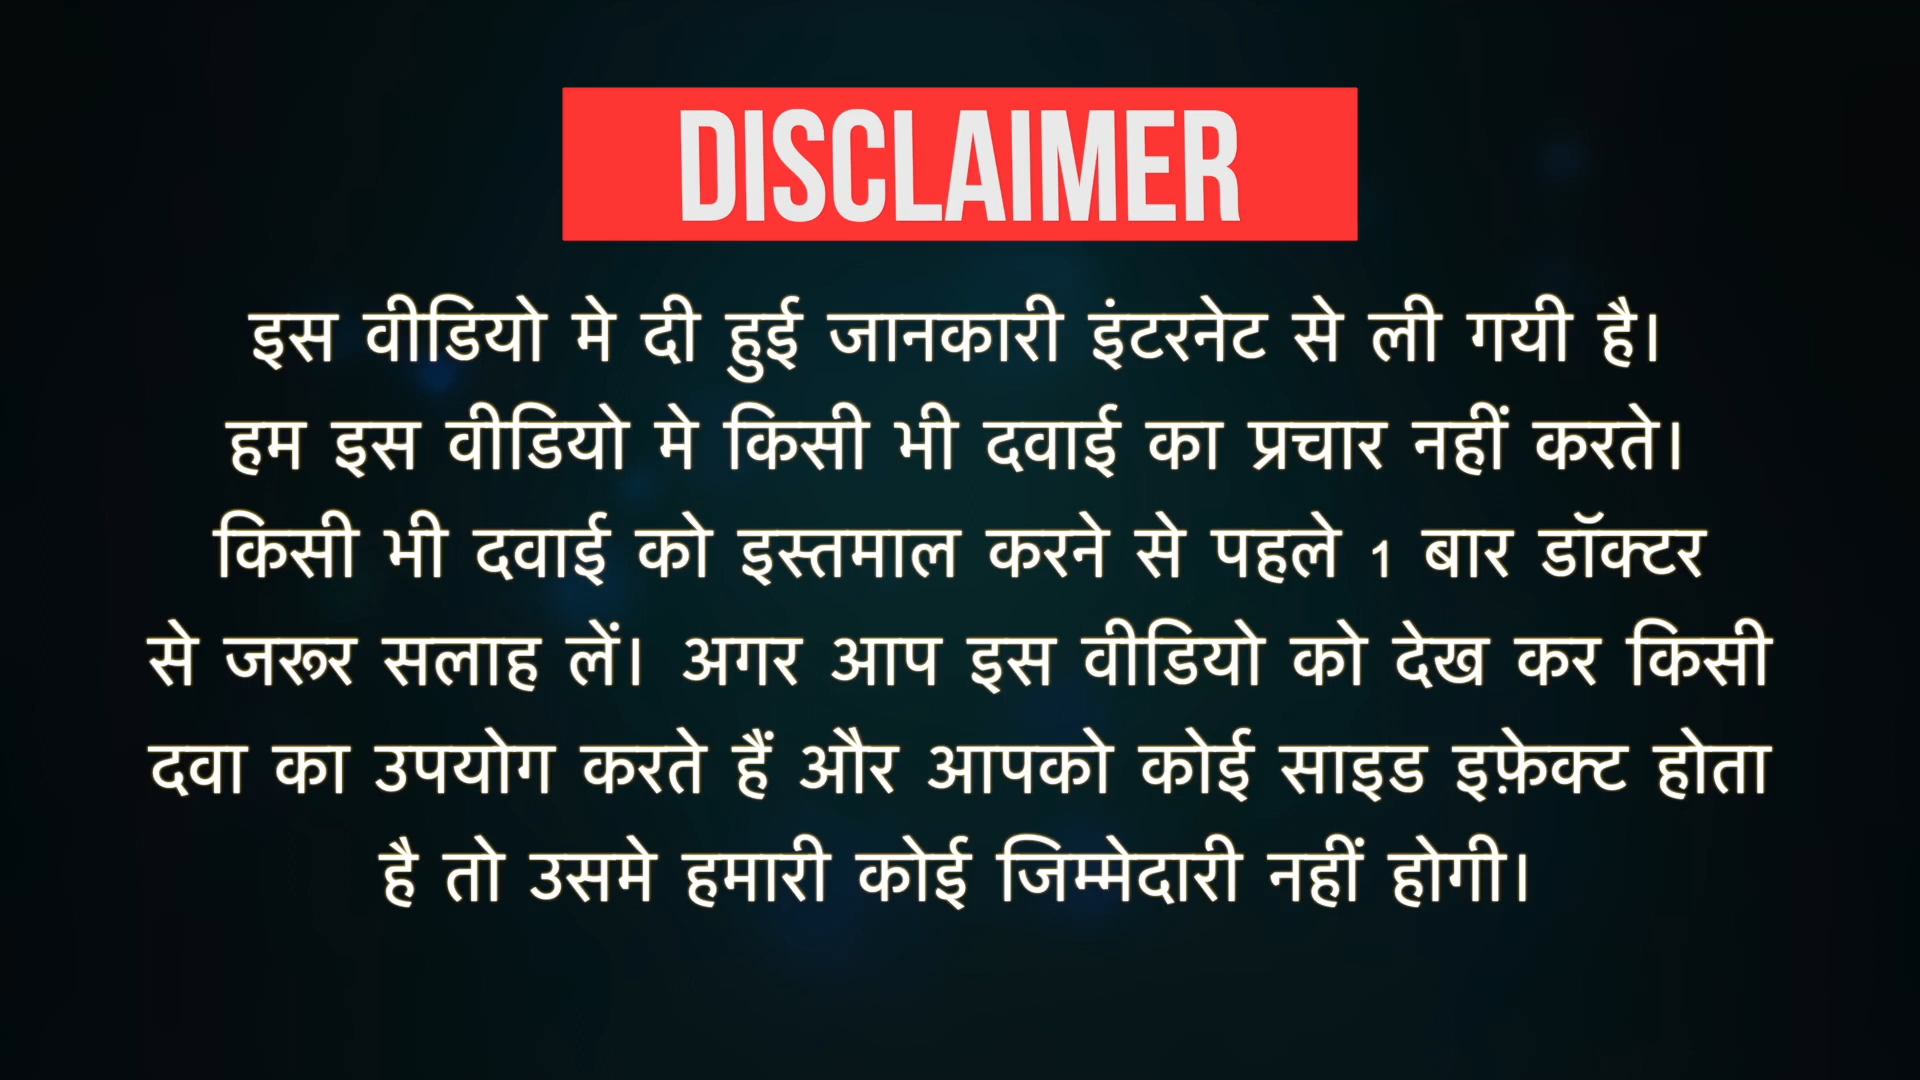 DISCLAIMER
इस वीडियो मे दी हुई जानकारी इंटरनेट से ली गयी है।
हम इस वीडियो मे किसी भी दवाई का प्रचार नहीं करते।
किसी भी दवाई को इस्तमाल करने से पहले 1 बार डॉक्टर
से जरूर सलाह लें। अगर आप इस वीडियो को देख कर किसी
दवा का उपयोग करते हैं और आपको कोई साइड इफ़ेक्ट होता
है तो उसमे हमारी कोई जिम्मेदारी नहीं होगी।